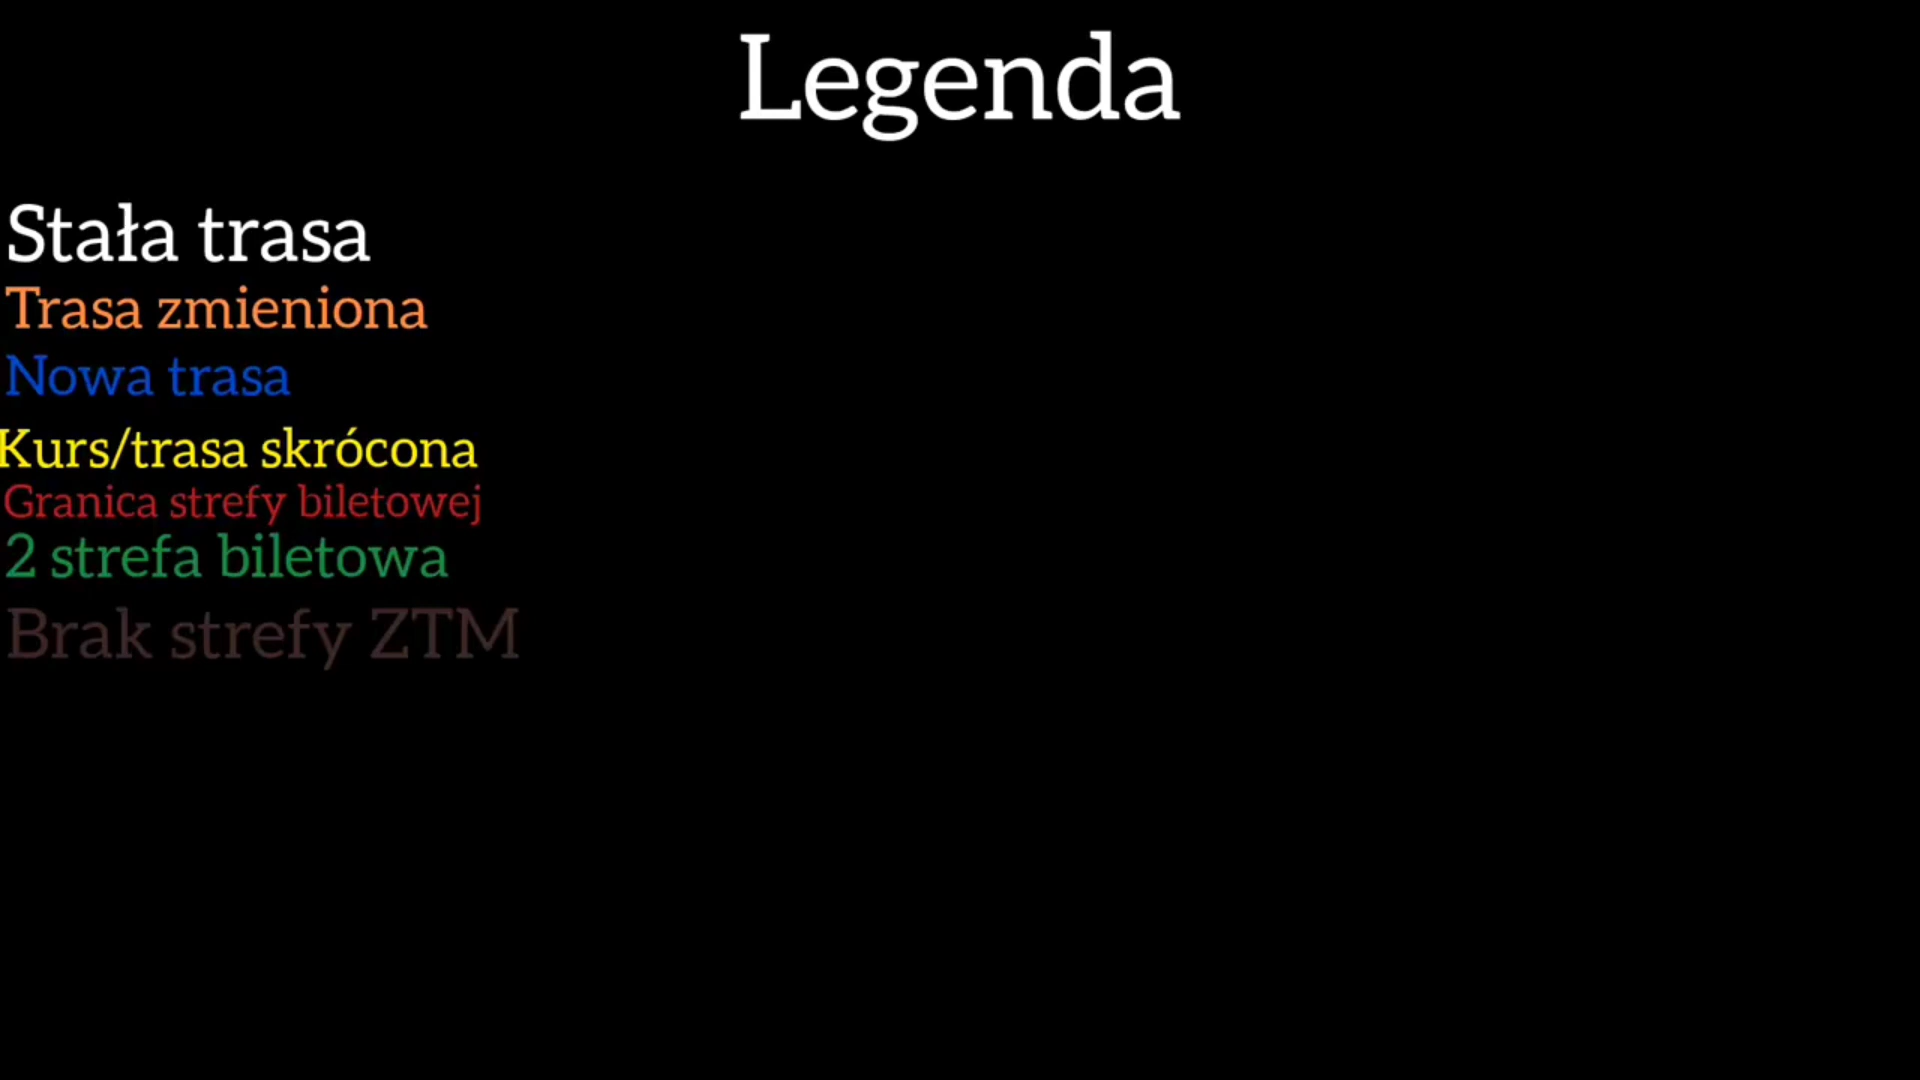 Legenda
Stała trasa
Trasa zmieniona
Nowa trasa
Kurs/trasa skrócona
Granica strefy biletowej
2 strefa biletowa
Brak strefy ZTM